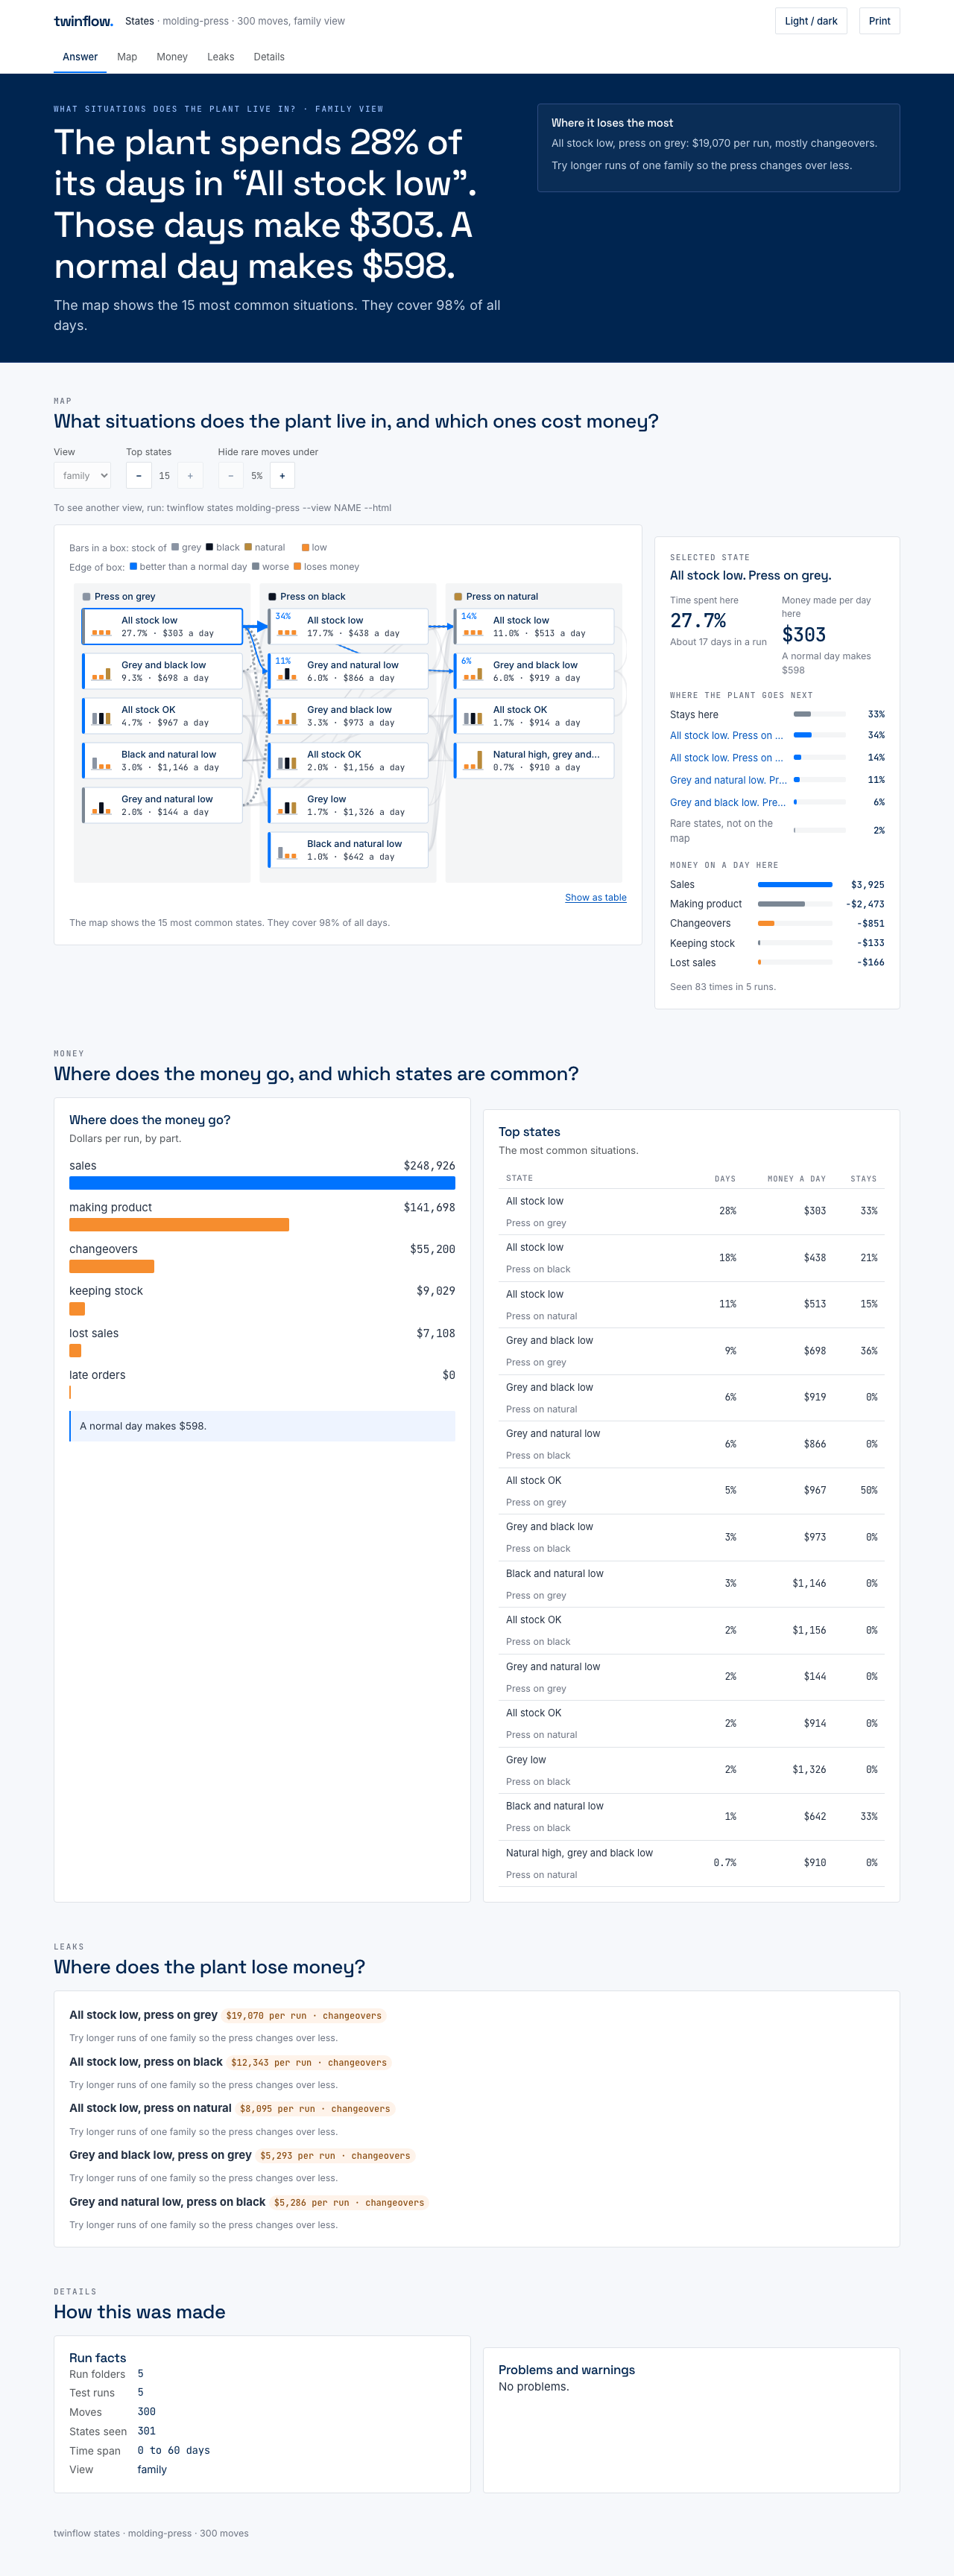 twinflow.
States · molding-press · 300 moves, family view
Light / dark
Print
Answer
Map
Money
Leaks
Details
WHAT SITUATIONS DOES THE PLANT LIVE IN? · FAMILY VIEW
The plant spends 28% of
its days in “All stock low”.
Those days make $303. A
normal day makes $598.
The map shows the 15 most common situations. They cover 98% of all
days.
Where it loses the most
All stock low, press on grey: $19,070 per run, mostly changeovers.
Try longer runs of one family so the press changes over less.
MAP
What situations does the plant live in, and which ones cost money?
View
Top states
Hide rare moves under
family
−
15
+
−
5%
+
To see another view, run: twinflow states molding-press --view NAME --html
Bars in a box: stock of grey black natural low
Edge of box: better than a normal day worse loses money
Press on grey
All stock low
27.7% · $303 a day
Grey and black low
9.3% · $698 a day
All stock OK
4.7% · $967 a day
Black and natural low
3.0% · $1,146 a day
Grey and natural low
2.0% · $144 a day
Press on black
34%
All stock low
17.7% · $438 a day
11%
Grey and natural low
6.0% · $866 a day
Grey and black low
3.3% · $973 a day
All stock OK
2.0% · $1,156 a day
Grey low
1.7% · $1,326 a day
Black and natural low
1.0% · $642 a day
Press on natural
14%
All stock low
11.0% · $513 a day
6%
Grey and black low
6.0% · $919 a day
All stock OK
1.7% · $914 a day
Natural high, grey and...
0.7% · $910 a day
Show as table
The map shows the 15 most common states. They cover 98% of all days.
SELECTED STATE
All stock low. Press on grey.
Time spent here
27.7%
About 17 days in a run
Money made per day
here
$303
A normal day makes
$598
WHERE THE PLANT GOES NEXT
Stays here 33%
All stock low. Press on ... 34%
All stock low. Press on ... 14%
Grey and natural low. Pr... 11%
Grey and black low. Pre... 6%
Rare states, not on the
map 2%
MONEY ON A DAY HERE
Sales $3,925
Making product -$2,473
Changeovers -$851
Keeping stock -$133
Lost sales -$166
Seen 83 times in 5 runs.
MONEY
Where does the money go, and which states are common?
Where does the money go?
Dollars per run, by part.
sales $248,926
making product $141,698
changeovers $55,200
keeping stock $9,029
lost sales $7,108
late orders $0
A normal day makes $598.
Top states
The most common situations.
STATE DAYS MONEY A DAY STAYS
All stock low
Press on grey
28% $303 33%
All stock low
Press on black
18% $438 21%
All stock low
Press on natural
11% $513 15%
Grey and black low
Press on grey
9% $698 36%
Grey and black low
Press on natural
6% $919 0%
Grey and natural low
Press on black
6% $866 0%
All stock OK
Press on grey
5% $967 50%
Grey and black low
Press on black
3% $973 0%
Black and natural low
Press on grey
3% $1,146 0%
All stock OK
Press on black
2% $1,156 0%
Grey and natural low
Press on grey
2% $144 0%
All stock OK
Press on natural
2% $914 0%
Grey low
Press on black
2% $1,326 0%
Black and natural low
Press on black
1% $642 33%
Natural high, grey and black low
Press on natural
0.7% $910 0%
LEAKS
Where does the plant lose money?
All stock low, press on grey $19,070 per run · changeovers
Try longer runs of one family so the press changes over less.
All stock low, press on black $12,343 per run · changeovers
Try longer runs of one family so the press changes over less.
All stock low, press on natural $8,095 per run · changeovers
Try longer runs of one family so the press changes over less.
Grey and black low, press on grey $5,293 per run · changeovers
Try longer runs of one family so the press changes over less.
Grey and natural low, press on black $5,286 per run · changeovers
Try longer runs of one family so the press changes over less.
DETAILS
How this was made
Run facts
Run folders 5
Test runs 5
Moves 300
States seen 301
Time span 0 to 60 days
View family
Problems and warnings
No problems.
twinflow states · molding-press · 300 moves